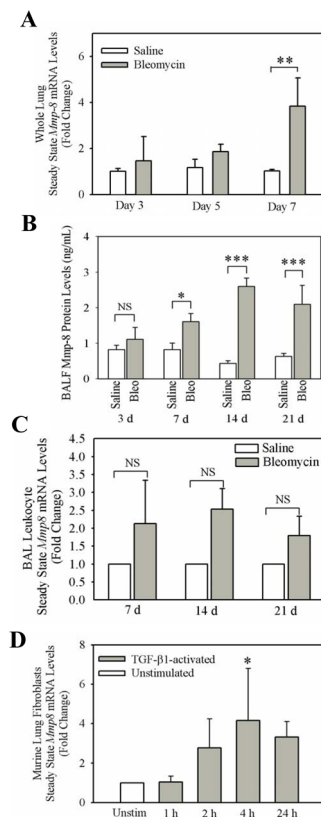 A
Whole Lung
Steady State Mmp-8 mRNA Levels
(Fold Change)
6
4
2
0
Saline
Bleomycin
**
Day 3
Day 5
Day 7
B
BALF Mmp-8 Protein Levels (ng/mL)
4
3
2
1
0
NS
*
***
***
Saline
Bleo
Saline
Bleo
Saline
Bleo
Saline
Bleo
3 d
7 d
14 d
21 d
C
BAL Leukocyte
Steady State Mmp8 mRNA Levels
(Fold Change)
4.5
4.0
3.5
3.0
2.5
2.0
1.5
1.0
0.5
0.0
Saline
Bleomycin
NS
NS
NS
7 d
14 d
21 d
D
Murine Lung Fibroblasts
Steady State Mmp8 mRNA Levels
(Fold Change)
8
6
4
2
0
TGF-β1-activated
Unstimulated
*
Unstim
1 h
2 h
4 h
24 h